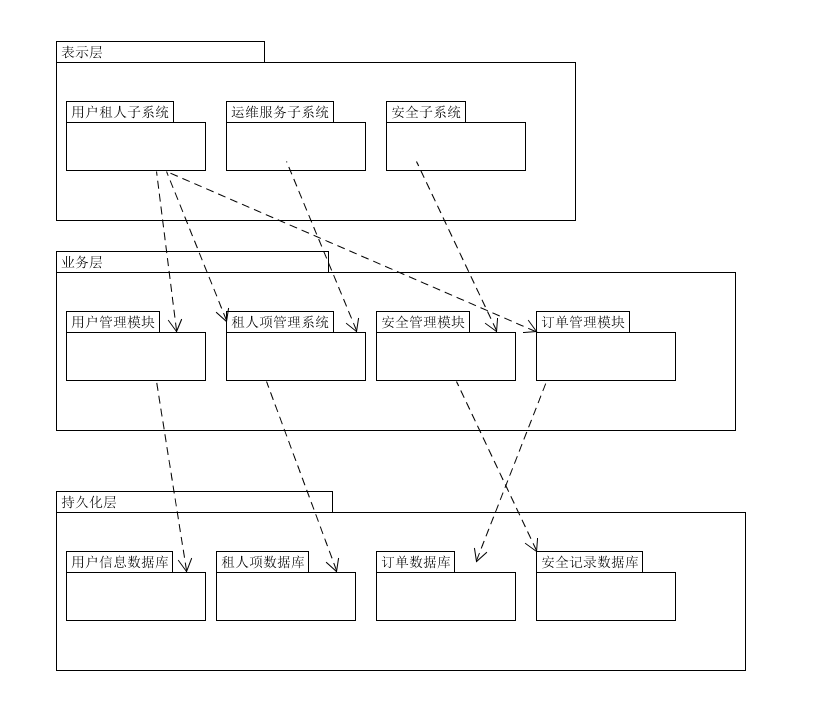 表示层
用户租人子系统
运维服务子系统
安全子系统
业务层
用户管理模块
租人项管理系统
安全管理模块
订单管理模块
持久化层
用户信息数据库
租人项数据库
订单数据库
安全记录数据库